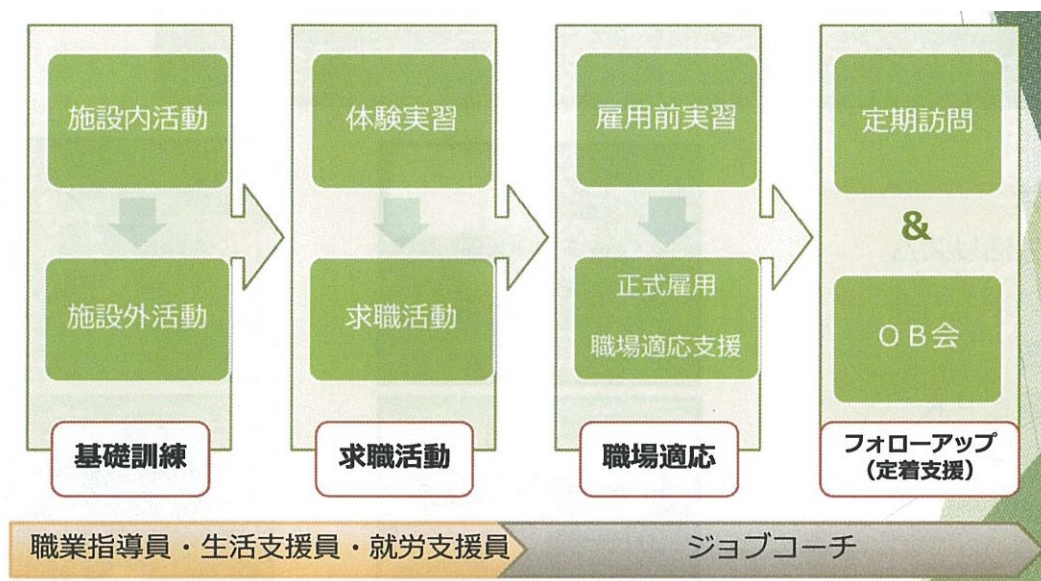 施設内活動
施設外活動
基礎訓練
体験実習
求職活動
求職活動
雇用前実習
正式雇用
職場適応支援
職場適応
定期訪問
&
ＯＢ会
フォローアップ
（定着支援）
職業指導員・生活支援員・就労支援員
ジョブコーチ